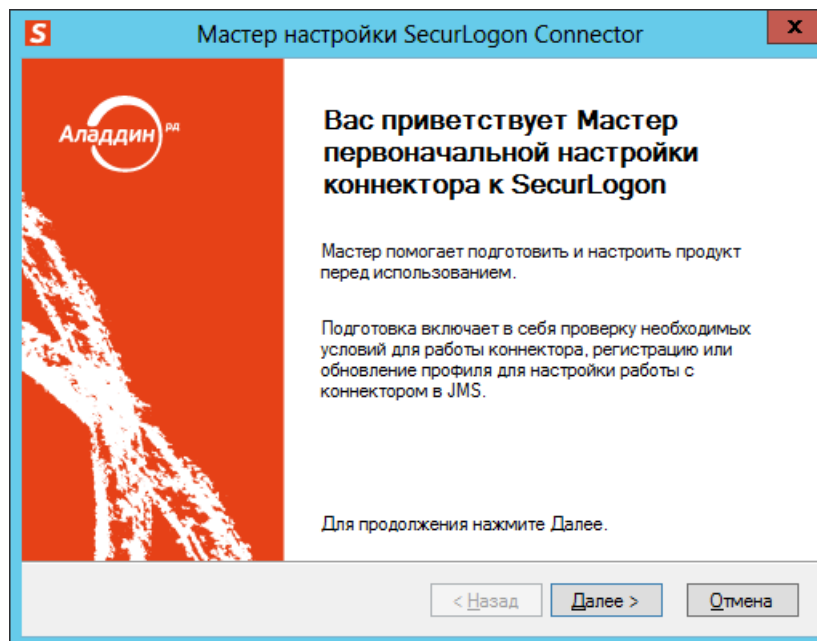 S
Мастер настройки SecurLogon Connector
x
Аладдин РД
Вас приветствует Мастер
первоначальной настройки
коннектора к SecurLogon
Мастер помогает подготовить и настроить продукт
перед использованием.
Подготовка включает в себя проверку необходимых
условий для работы коннектора, регистрацию или
обновление профиля для настройки работы с
коннектором в JMS.
Для продолжения нажмите Далее.
< Назад
Далее >
Отмена